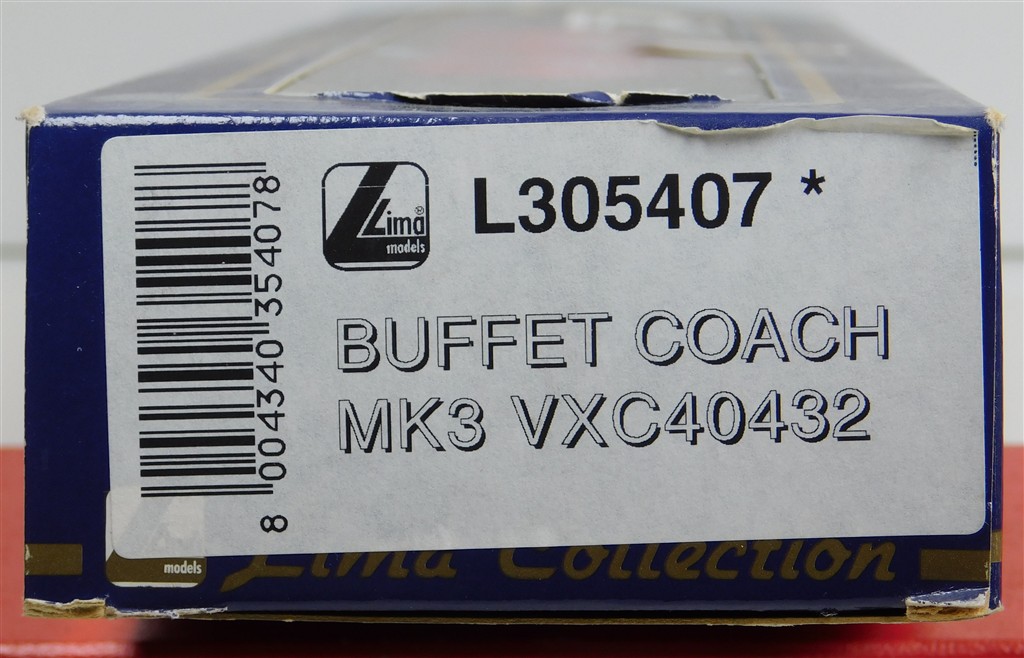 Lima®
models
L305407 *
BUFFET COACH
MK3 VXC40432
8 004340 354078
models
Lima Collection